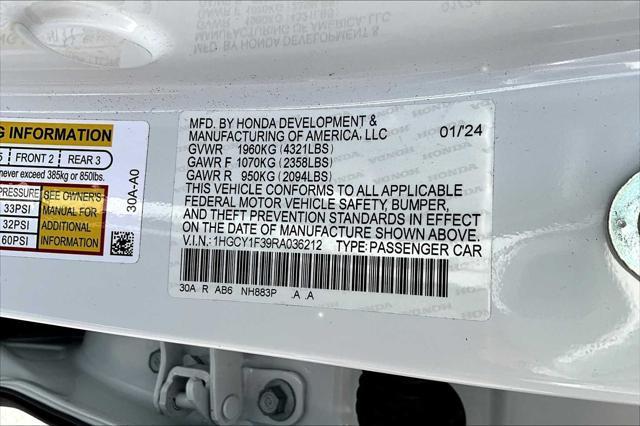 MFD. BY HONDA DEVELOPMENT &
MANUFACTURING OF AMERICA, LLC 01/24
GVWR 1960KG (4321LBS)
GAWR F 1070KG (2358LBS)
GAWR R 950KG (2094LBS)
THIS VEHICLE CONFORMS TO ALL APPLICABLE
FEDERAL MOTOR VEHICLE SAFETY, BUMPER,
AND THEFT PREVENTION STANDARDS IN EFFECT
ON THE DATE OF MANUFACTURE SHOWN ABOVE.
V.I.N.: 1HGCY1F39RA036212 TYPE: PASSENGER CAR
30A R AB6 NH883P .A .A
G INFORMATION
5 FRONT 2 REAR 3
never exceed 385kg or 850lbs.
PRESSURE SEE OWNER'S
33PSI MANUAL FOR
32PSI ADDITIONAL
60PSI INFORMATION
30A-A0